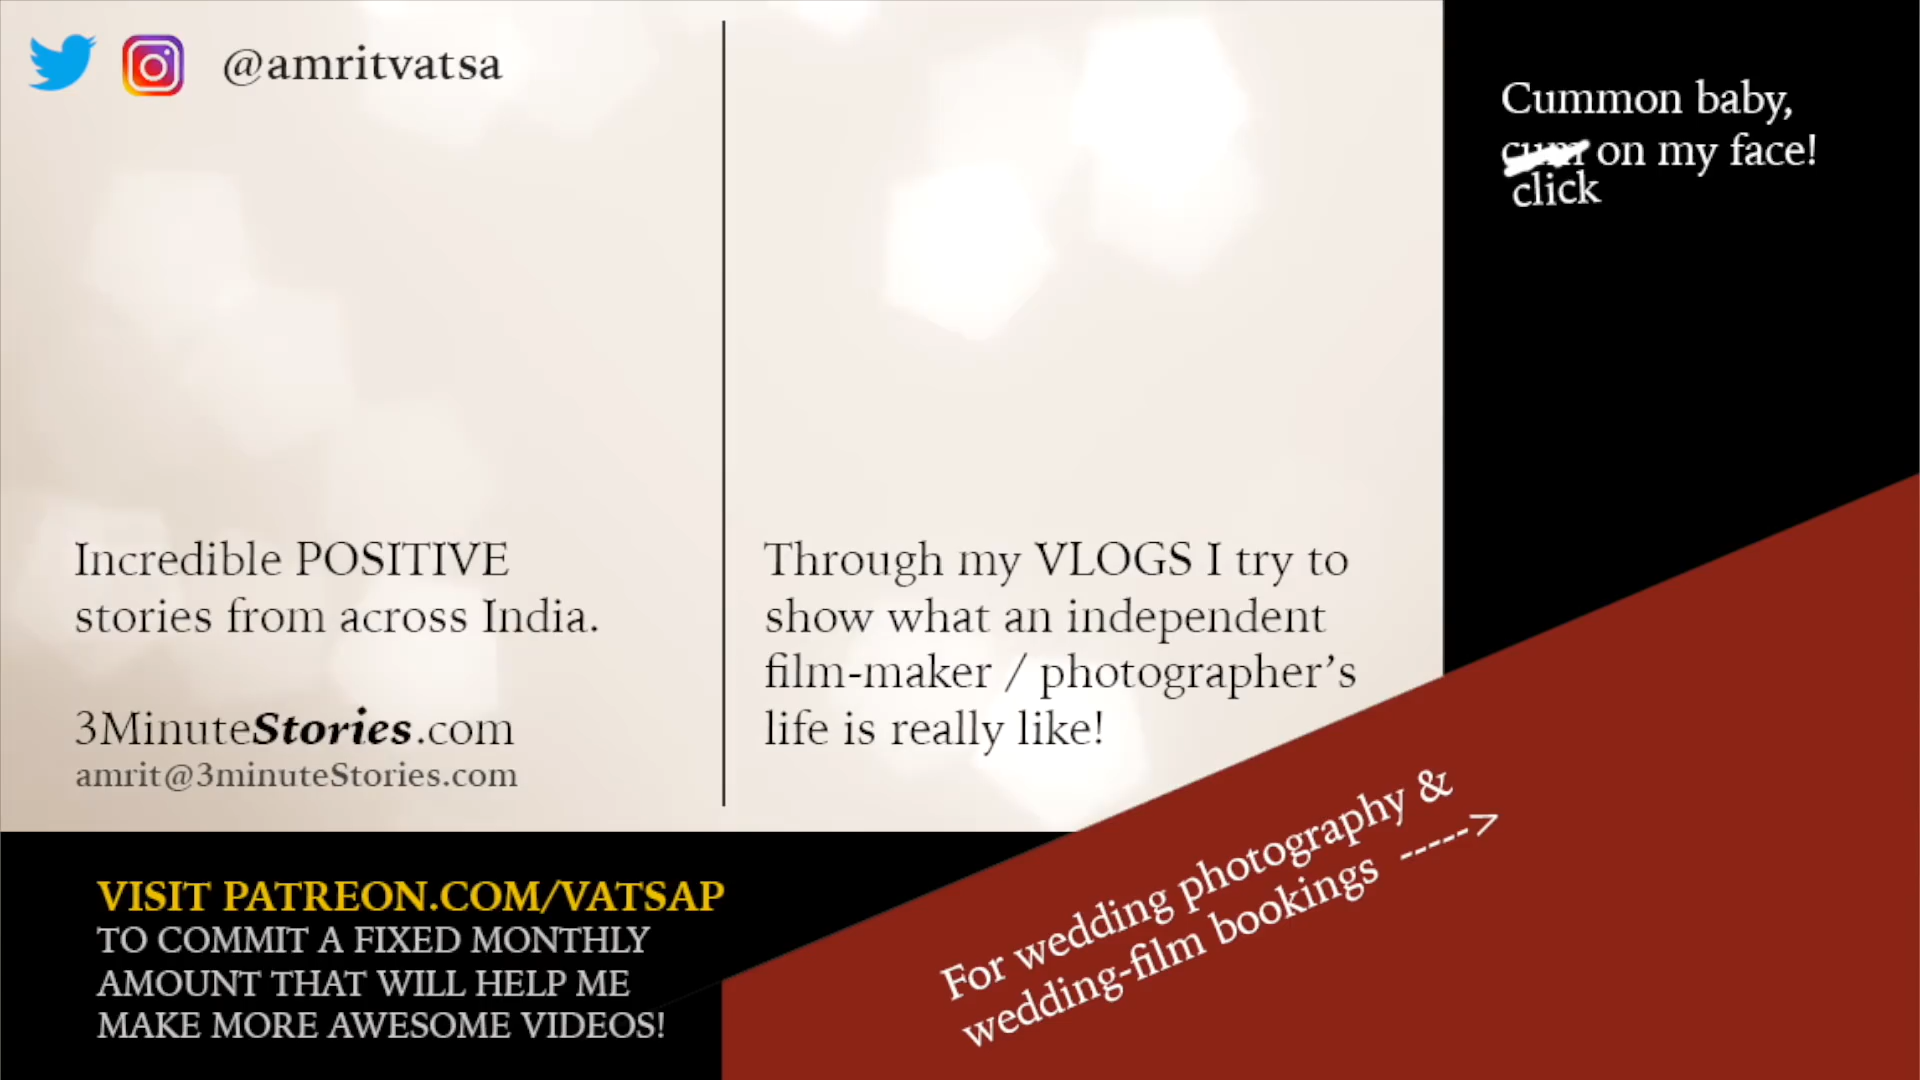 @amritvatsa
Incredible POSITIVE
stories from across India.
3MinuteStories.com
amrit@3minuteStories.com
Through my VLOGS I try to
show what an independent
film-maker / photographer’s
life is really like!
Cummon baby,
cum on my face!
click
VISIT PATREON.COM/VATSAP
TO COMMIT A FIXED MONTHLY
AMOUNT THAT WILL HELP ME
MAKE MORE AWESOME VIDEOS!
For wedding photography &
wedding-film bookings ----->